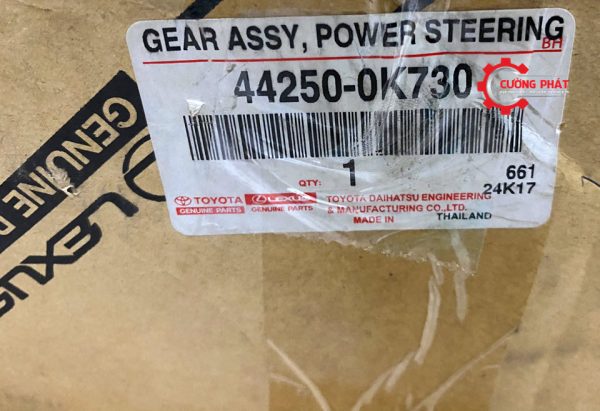 GEAR ASSY, POWER STEERING
BH
44250-0K730
CƯỜNG PHÁT
QTY: 1
661
24K17
TOYOTA
GENUINE PARTS
LEXUS
GENUINE PARTS
TOYOTA DAIHATSU ENGINEERING
& MANUFACTURING CO.,LTD.
MADE IN THAILAND
LEXUS
GENUINE